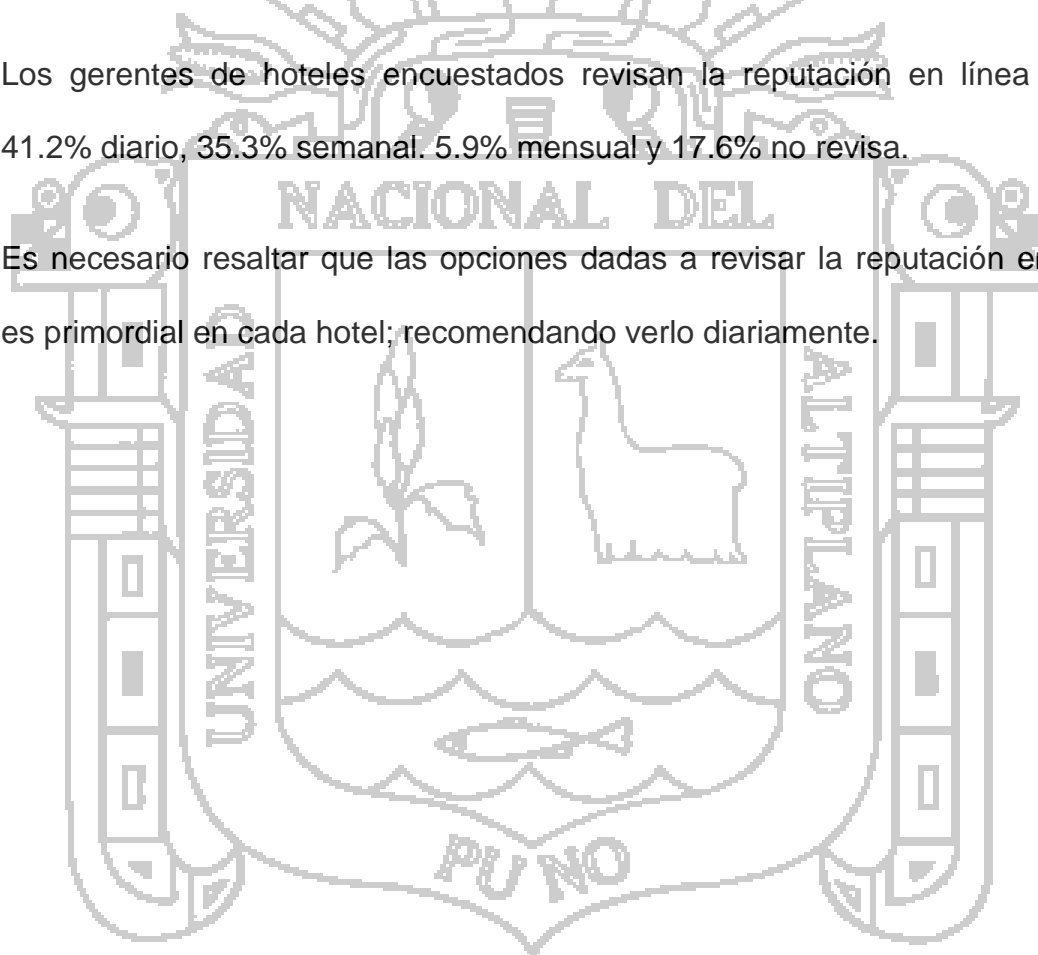 Los gerentes de hoteles encuestados revisan la reputación en línea
41.2% diario, 35.3% semanal. 5.9% mensual y 17.6% no revisa.
NACIONAL DEL
Es necesario resaltar que las opciones dadas a revisar la reputación
es primordial en cada hotel; recomendando verlo diariamente.
UNIVERSIDAD
ALTIPLANO
PUNO